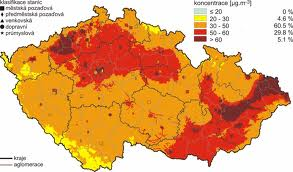 klasifikace stanic
městská pozaďová
předměstská pozaďová
venkovská
dopravní
průmyslová
koncentrace [µg.m-3]
≤ 20 0 %
20 - 30 4.6 %
30 - 50 60.5 %
50 - 60 29.8 %
> 60 5.1 %
kraje
aglomerace